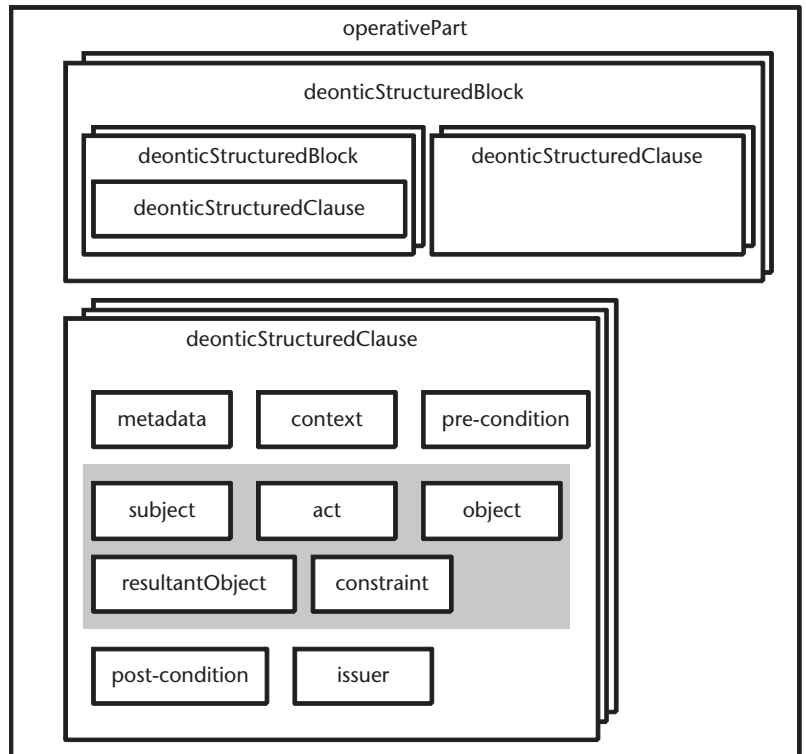 operativePart
deonticStructuredBlock
deonticStructuredBlock
deonticStructuredClause
deonticStructuredClause
deonticStructuredClause
metadata
context
pre-condition
subject
act
object
resultantObject
constraint
post-condition
issuer